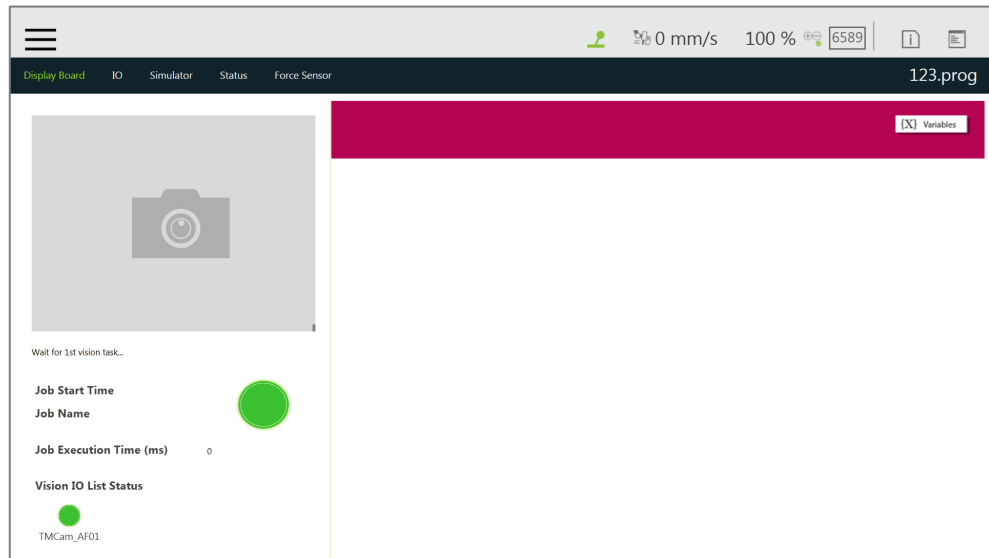 0 mm/s 100 % 6589
Display Board IO Simulator Status Force Sensor 123.prog
{X} Variables
Wait for 1st vision task...
Job Start Time
Job Name
Job Execution Time (ms) 0
Vision IO List Status
TMCam_AF01